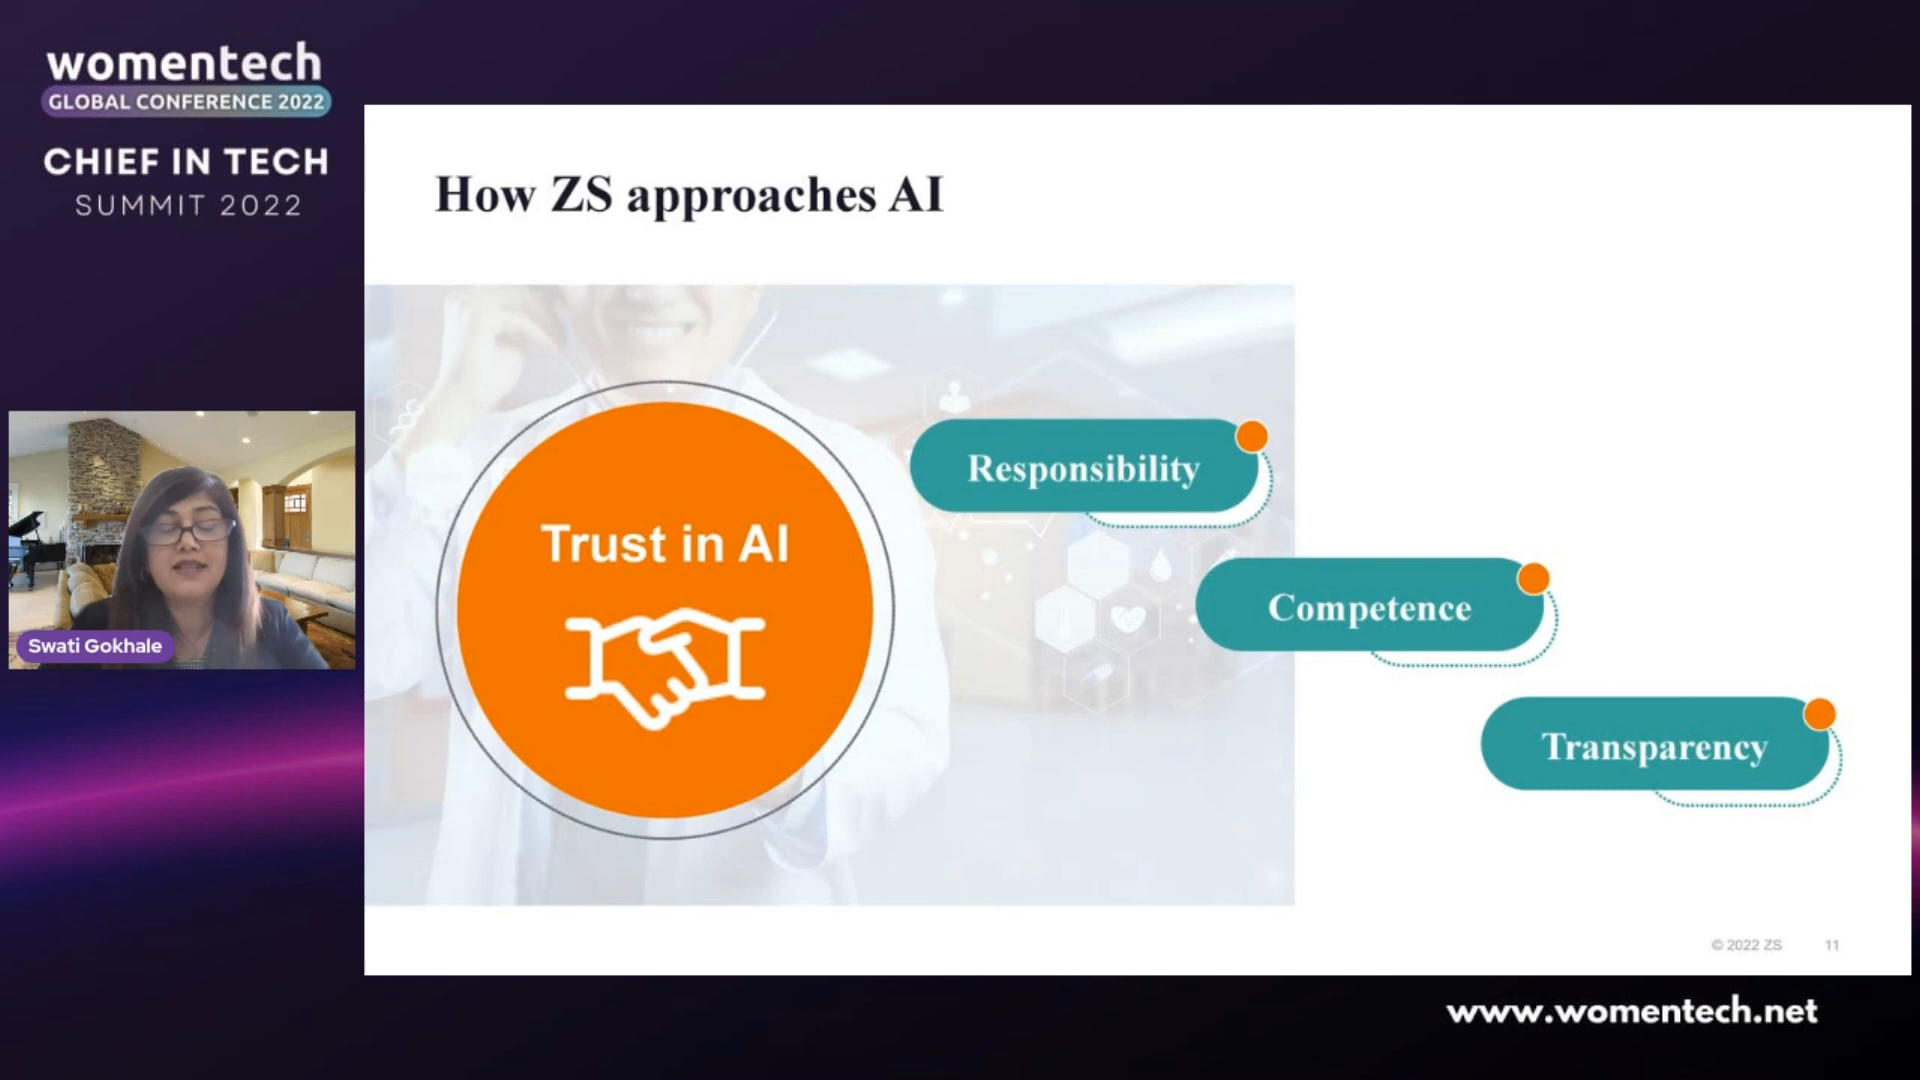 womentech
GLOBAL CONFERENCE 2022
CHIEF IN TECH
SUMMIT 2022
How ZS approaches AI
Trust in AI
Responsibility
Competence
Transparency
Swati Gokhale
© 2022 ZS 11
www.womentech.net